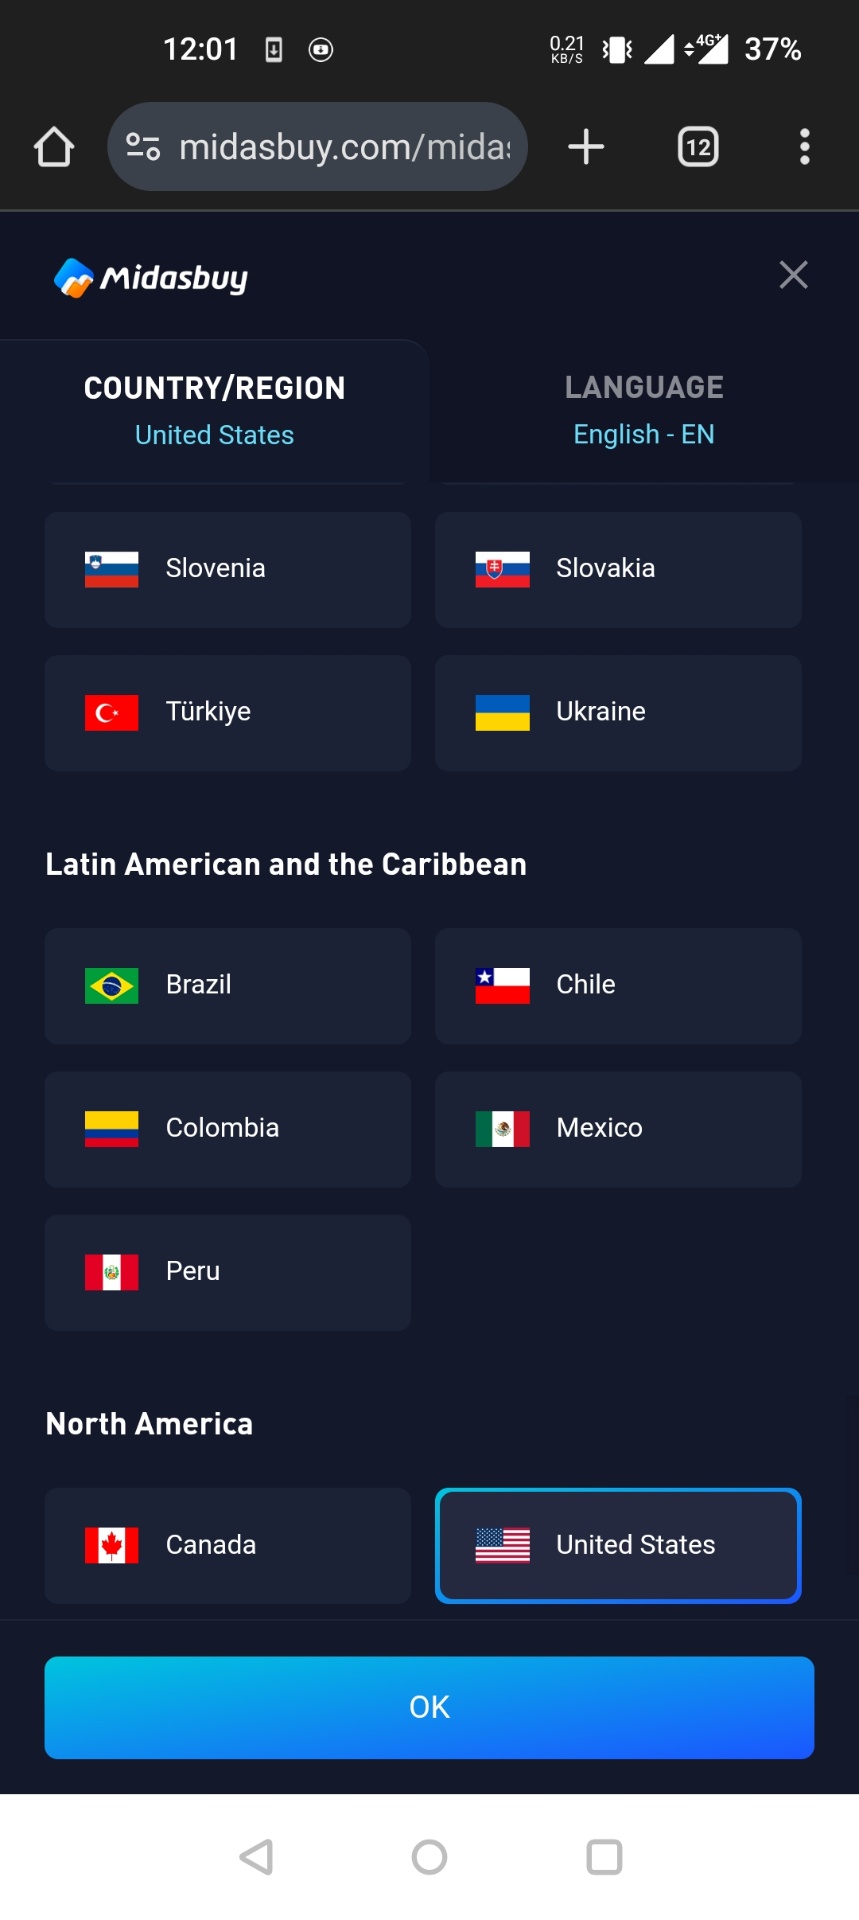 12:01
0.21
KB/S
4G+
37%
midasbuy.com/midas
12
Midasbuy
COUNTRY/REGION
LANGUAGE
United States
English - EN
Slovenia
Slovakia
Türkiye
Ukraine
Latin American and the Caribbean
Brazil
Chile
Colombia
Mexico
Peru
North America
Canada
United States
OK